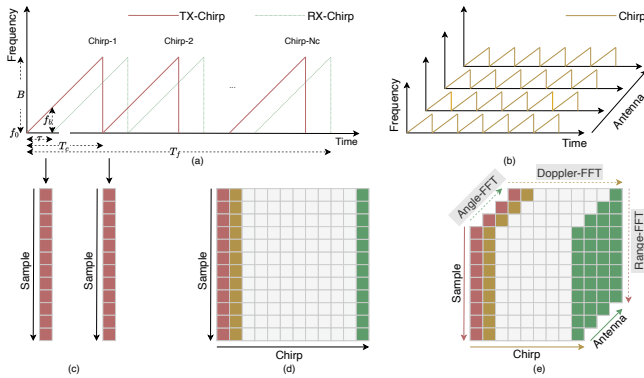 TX-Chirp
RX-Chirp
Frequency
Chirp-1
Chirp-2
Chirp-Nc
...
B
f_b
f_0
τ
T_c
T_f
Time
(a)
Chirp
Frequency
Antenna
Time
(b)
Sample
Sample
(c)
Sample
Chirp
(d)
Angle-FFT
Doppler-FFT
Range-FFT
Sample
Antenna
Chirp
(e)